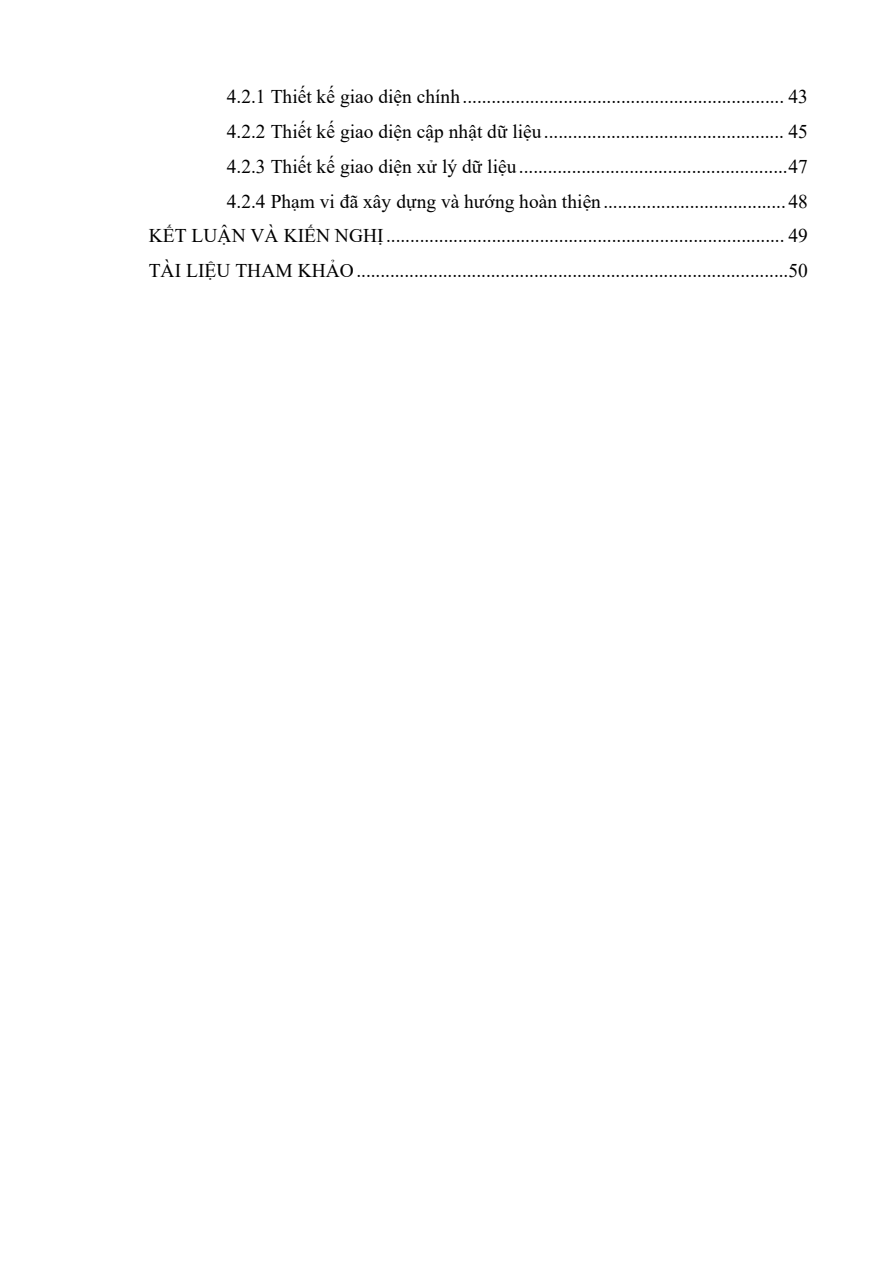 4.2.1 Thiết kế giao diện chính .................................................................... 43
4.2.2 Thiết kế giao diện cập nhật dữ liệu .................................................. 45
4.2.3 Thiết kế giao diện xử lý dữ liệu ........................................................ 47
4.2.4 Phạm vi đã xây dựng và hướng hoàn thiện ...................................... 48
KẾT LUẬN VÀ KIẾN NGHỊ ................................................................................... 49
TÀI LIỆU THAM KHẢO .......................................................................................... 50